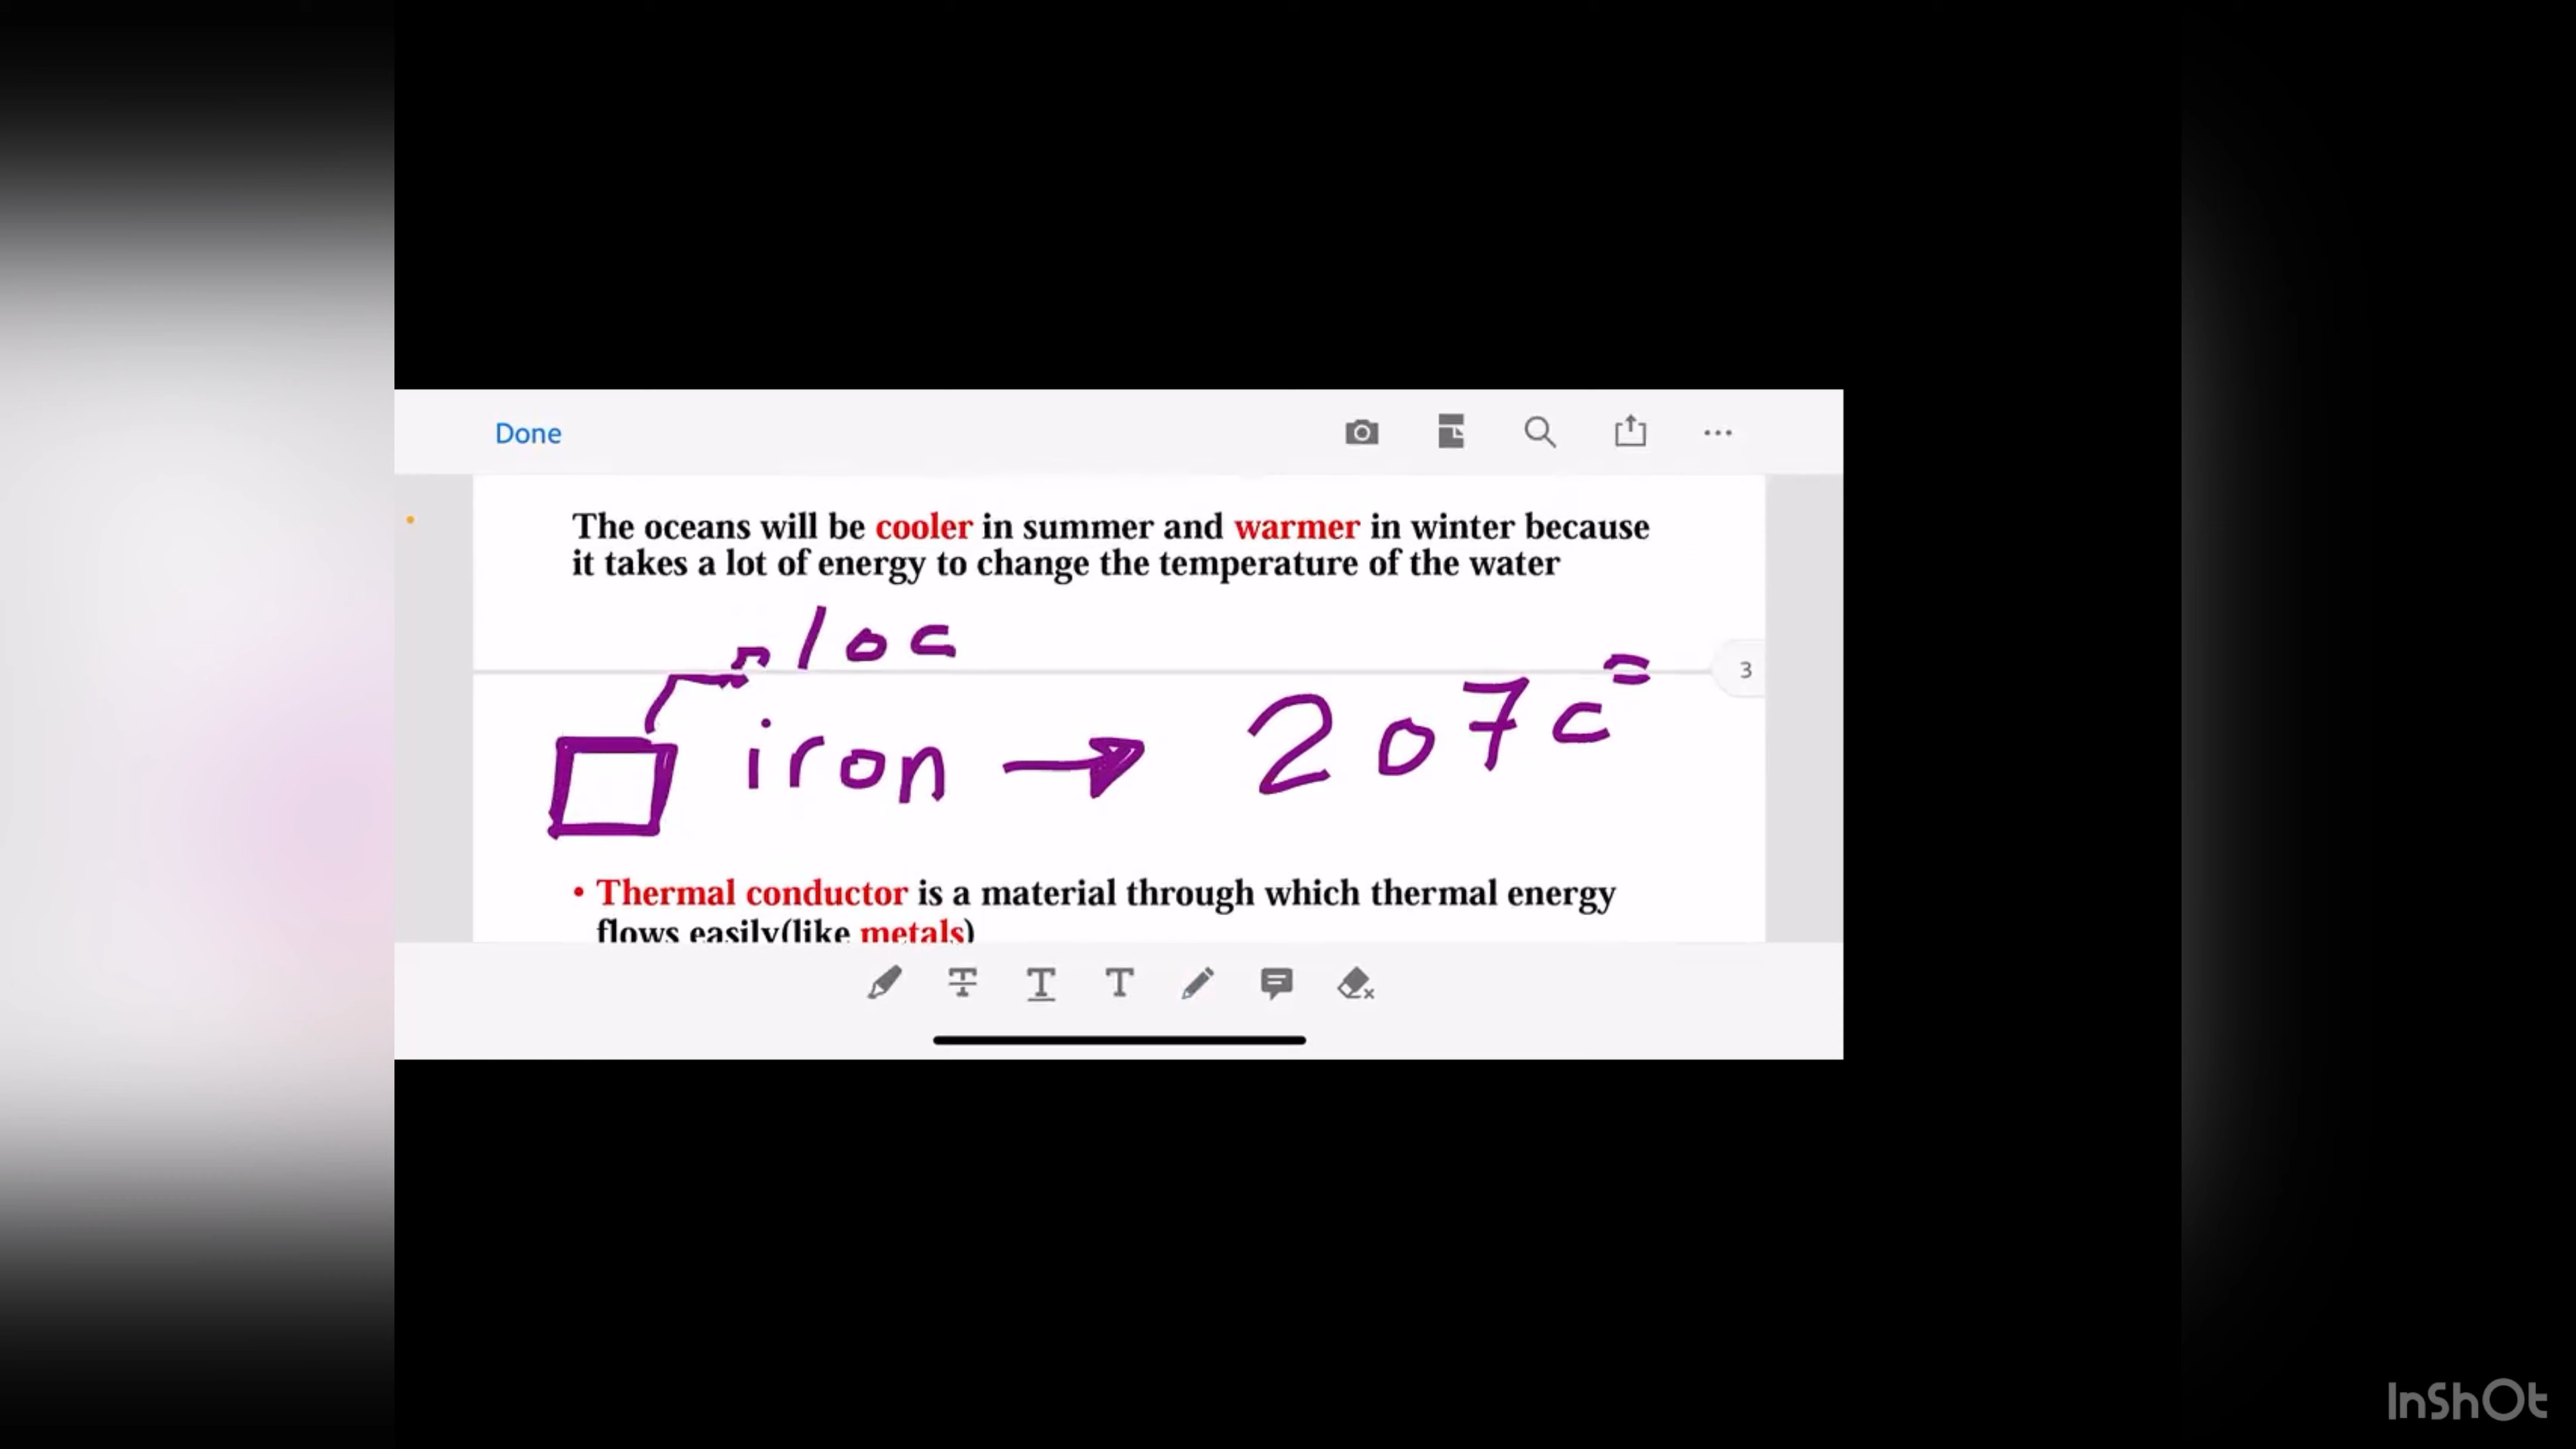 Done
The oceans will be cooler in summer and warmer in winter because
it takes a lot of energy to change the temperature of the water
10c
3
iron → 207c
• Thermal conductor is a material through which thermal energy
flows easily(like metals)
InShOt